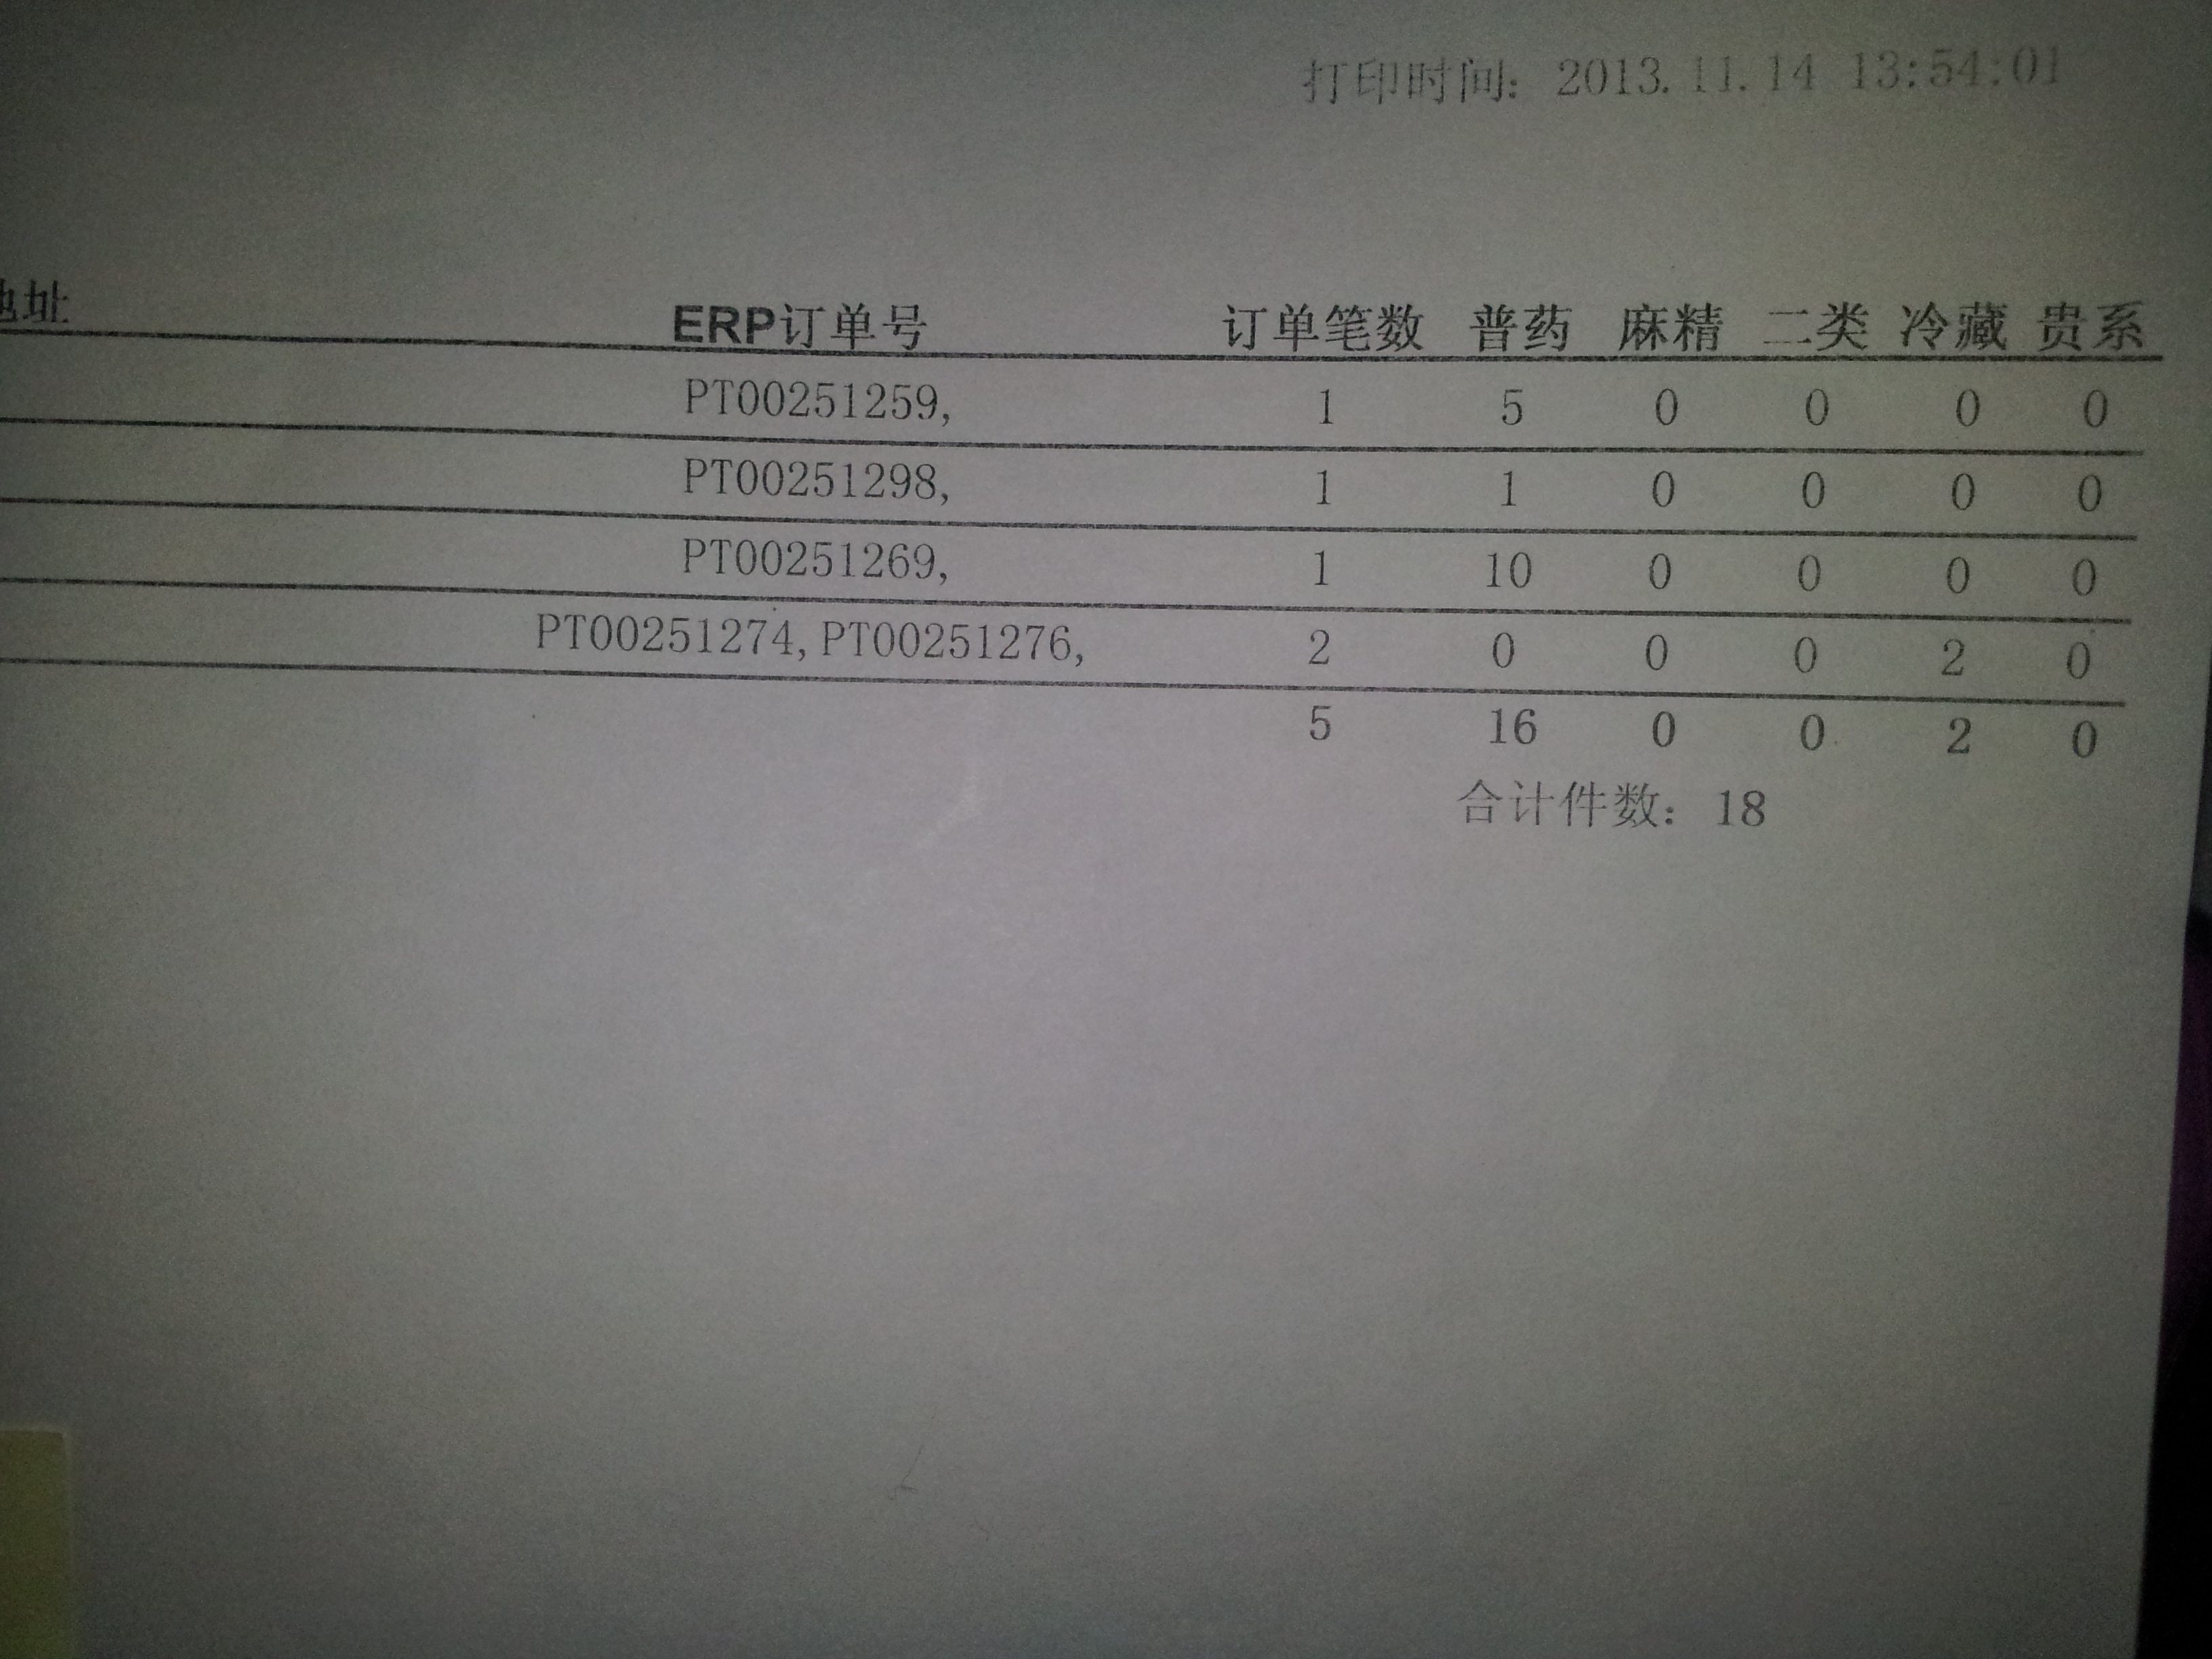 打印时间: 2013.11.14 13:54:01
地址 ERP订单号 订单笔数 普药 麻精 二类 冷藏 贵系
PT00251259, 1 5 0 0 0 0
PT00251298, 1 1 0 0 0 0
PT00251269, 1 10 0 0 0 0
PT00251274, PT00251276, 2 0 0 0 2 0
5 16 0 0 2 0
合计件数: 18